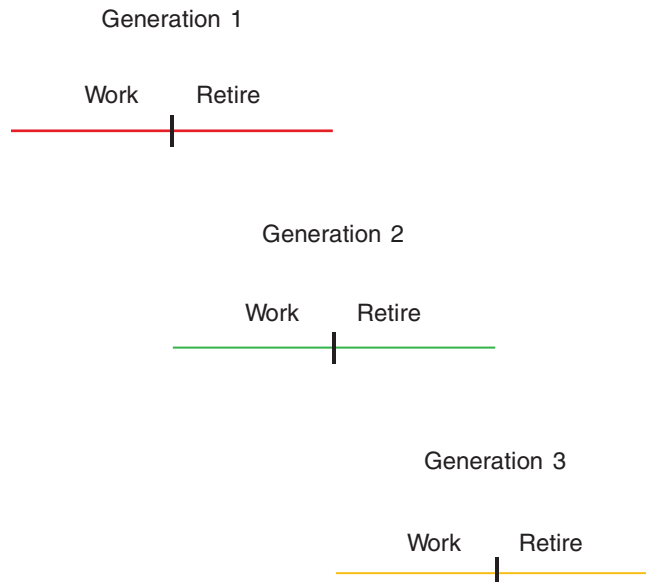 Generation 1
Work Retire
Generation 2
Work Retire
Generation 3
Work Retire